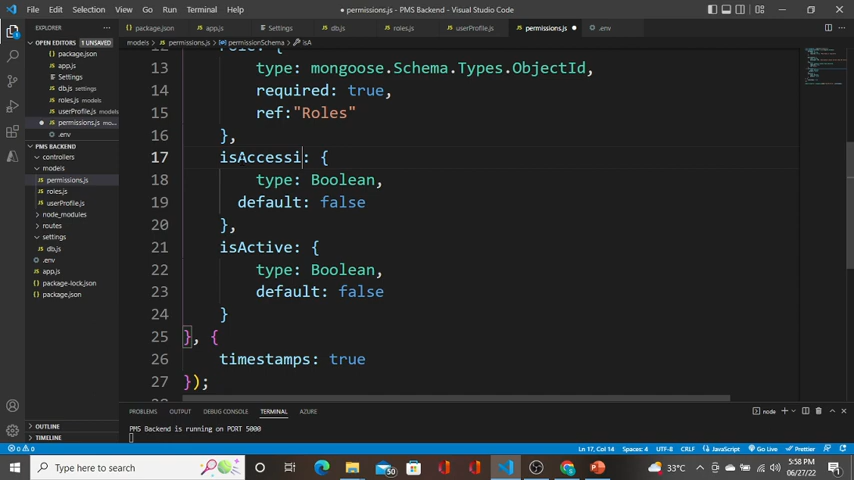 File Edit Selection View Go Run Terminal Help
● permissions.js - PMS Backend - Visual Studio Code
EXPLORER
OPEN EDITORS 1 UNSAVED
package.json
app.js
Settings
db.js
roles.js models
userProfile.js mo...
● permissions.js mo...
.env
PMS BACKEND
controllers
models
permissions.js
roles.js
userProfile.js
node_modules
routes
settings
db.js
.env
app.js
package-lock.json
package.json
OUTLINE
TIMELINE
package.json app.js Settings db.js roles.js userProfile.js permissions.js ● .env
models > permissions.js > permissionSchema > isA
12 role: {
13 type: mongoose.Schema.Types.ObjectId,
14 required: true,
15 ref:"Roles"
16 },
17 isAccessi: {
18 type: Boolean,
19 default: false
20 },
21 isActive: {
22 type: Boolean,
23 default: false
24 }
25 }, {
26 timestamps: true
27 });
PROBLEMS OUTPUT DEBUG CONSOLE TERMINAL AZURE
node
PMS Backend is running on PORT 5000
0 0
Ln 17, Col 14 Spaces: 4 UTF-8 CRLF JavaScript Go Live Prettier
Type here to search
50
33°C
5:58 PM
06/27/22